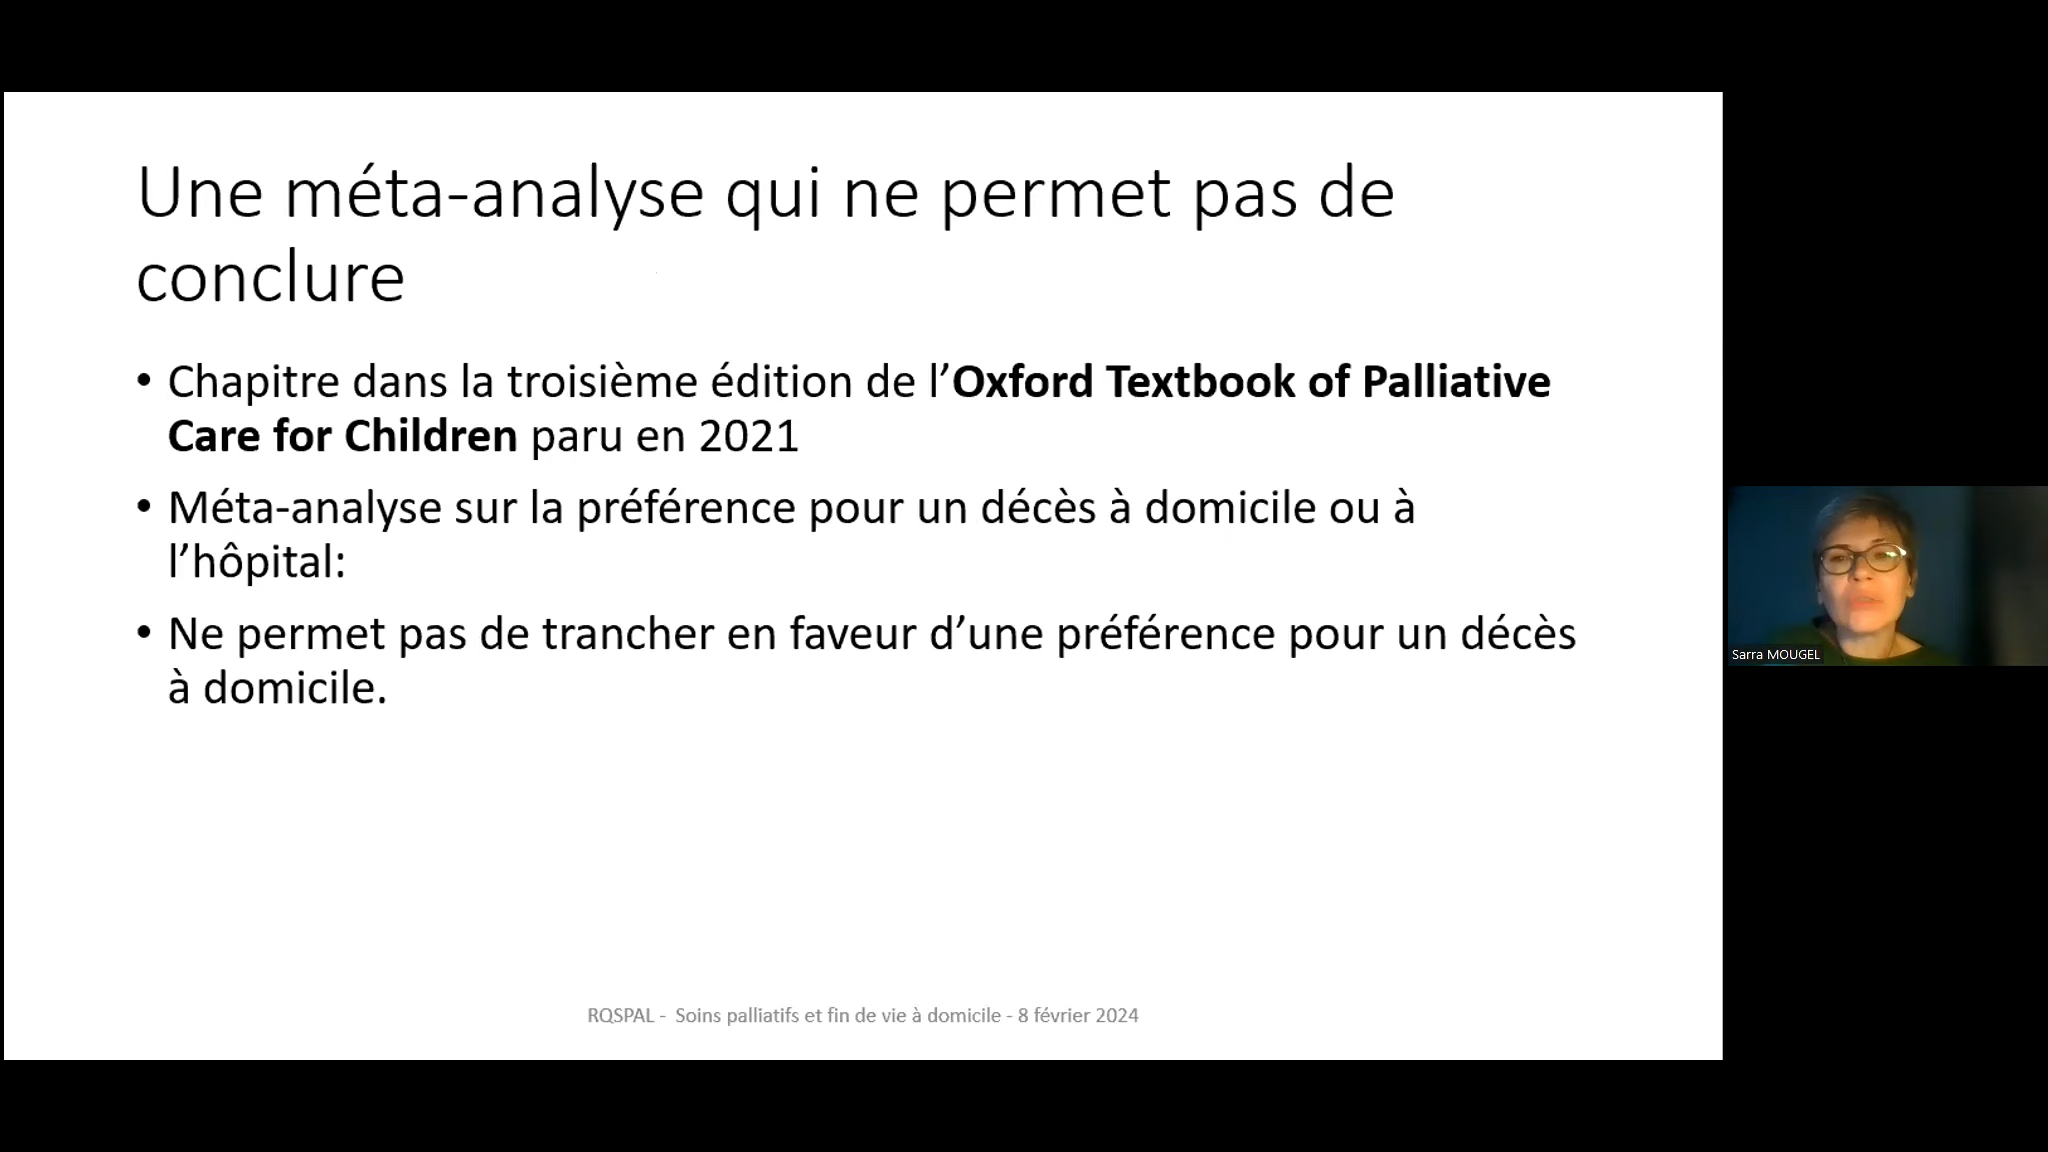 Une méta-analyse qui ne permet pas de
conclure
• Chapitre dans la troisième édition de l’Oxford Textbook of Palliative
Care for Children paru en 2021
• Méta-analyse sur la préférence pour un décès à domicile ou à
l’hôpital:
• Ne permet pas de trancher en faveur d’une préférence pour un décès
à domicile.
Sarra MOUGEL
RQSPAL - Soins palliatifs et fin de vie à domicile - 8 février 2024